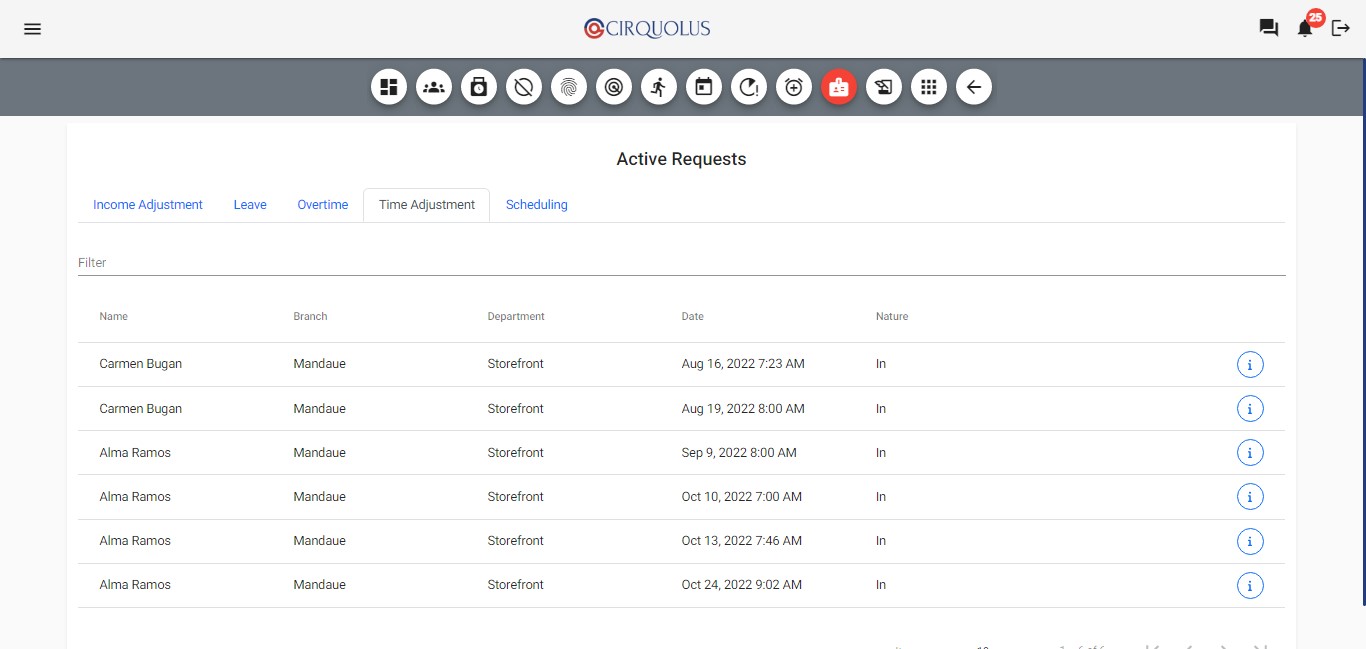 CIRQUOLUS
25
Active Requests
Income Adjustment Leave Overtime Time Adjustment Scheduling
Filter
Name Branch Department Date Nature
Carmen Bugan Mandaue Storefront Aug 16, 2022 7:23 AM In
Carmen Bugan Mandaue Storefront Aug 19, 2022 8:00 AM In
Alma Ramos Mandaue Storefront Sep 9, 2022 8:00 AM In
Alma Ramos Mandaue Storefront Oct 10, 2022 7:00 AM In
Alma Ramos Mandaue Storefront Oct 13, 2022 7:46 AM In
Alma Ramos Mandaue Storefront Oct 24, 2022 9:02 AM In